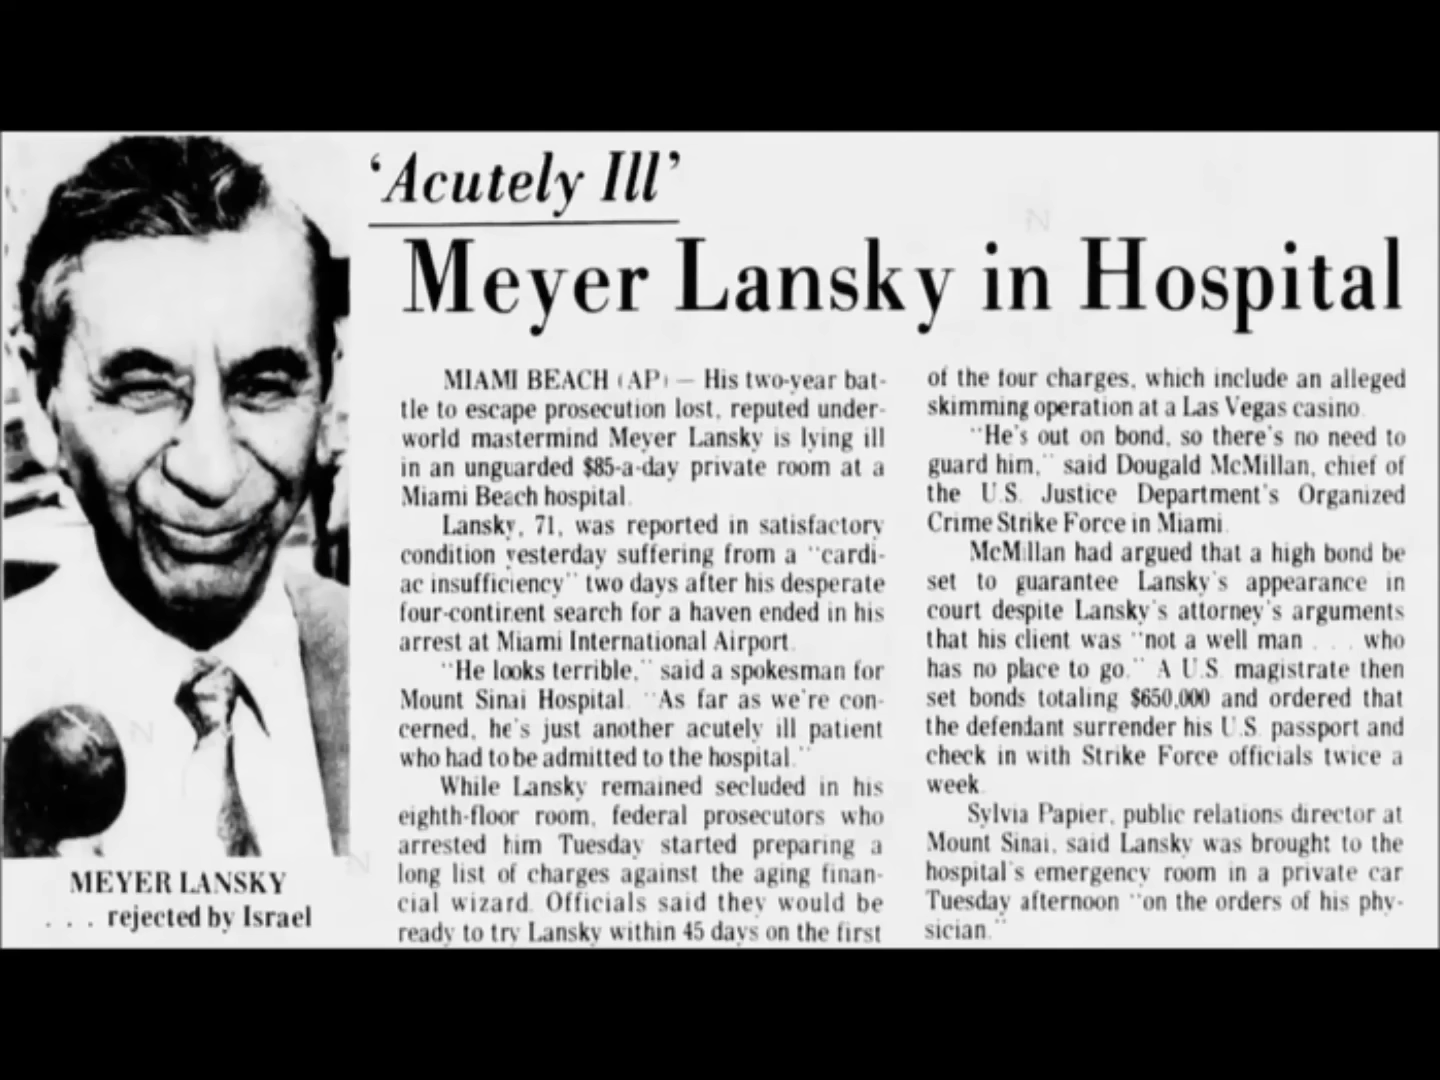 'Acutely Ill'
Meyer Lansky in Hospital
MIAMI BEACH (AP) — His two-year bat-
tle to escape prosecution lost, reputed under-
world mastermind Meyer Lansky is lying ill
in an unguarded $85-a-day private room at a
Miami Beach hospital.
Lansky, 71, was reported in satisfactory
condition yesterday suffering from a "cardi-
ac insufficiency" two days after his desperate
four-continent search for a haven ended in his
arrest at Miami International Airport.
"He looks terrible," said a spokesman for
Mount Sinai Hospital. "As far as we're con-
cerned, he's just another acutely ill patient
who had to be admitted to the hospital."
While Lansky remained secluded in his
eighth-floor room, federal prosecutors who
arrested him Tuesday started preparing a
long list of charges against the aging finan-
cial wizard. Officials said they would be
ready to try Lansky within 45 days on the first
of the four charges, which include an alleged
skimming operation at a Las Vegas casino.
"He's out on bond, so there's no need to
guard him," said Dougald McMillan, chief of
the U.S. Justice Department's Organized
Crime Strike Force in Miami.
McMillan had argued that a high bond be
set to guarantee Lansky's appearance in
court despite Lansky's attorney's arguments
that his client was "not a well man . . . who
has no place to go." A U.S. magistrate then
set bonds totaling $650,000 and ordered that
the defendant surrender his U.S. passport and
check in with Strike Force officials twice a
week.
Sylvia Papier, public relations director at
Mount Sinai, said Lansky was brought to the
hospital's emergency room in a private car
Tuesday afternoon "on the orders of his phy-
sician."
MEYER LANSKY
. . . rejected by Israel